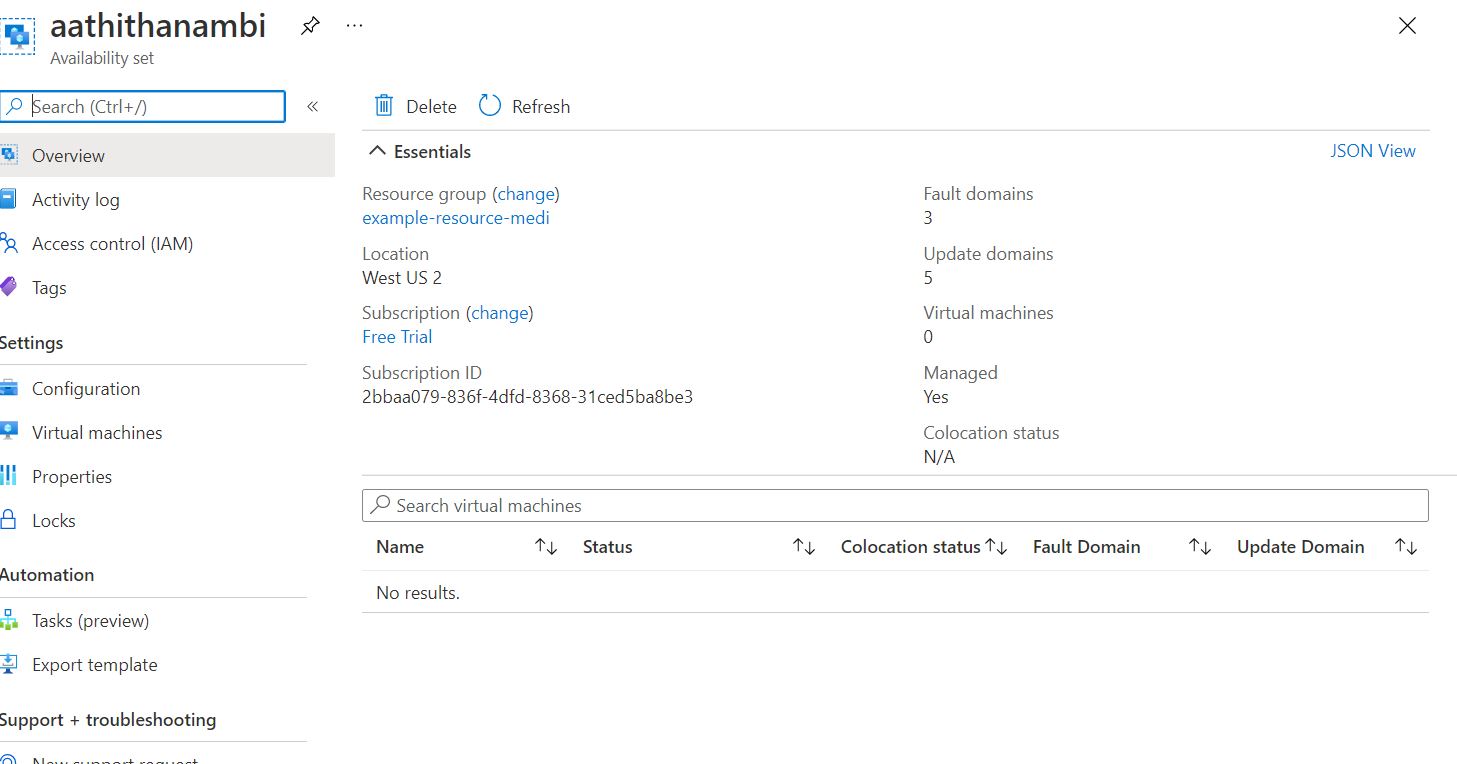 aathithanambi
Availability set
Search (Ctrl+/)
«
Overview
Activity log
Access control (IAM)
Tags
Settings
Configuration
Virtual machines
Properties
Locks
Automation
Tasks (preview)
Export template
Support + troubleshooting
New support request
Delete
Refresh
Essentials
JSON View
Resource group (change)
example-resource-medi
Location
West US 2
Subscription (change)
Free Trial
Subscription ID
2bbaa079-836f-4dfd-8368-31ced5ba8be3
Fault domains
3
Update domains
5
Virtual machines
0
Managed
Yes
Colocation status
N/A
Search virtual machines
Name Status Colocation status Fault Domain Update Domain
No results.